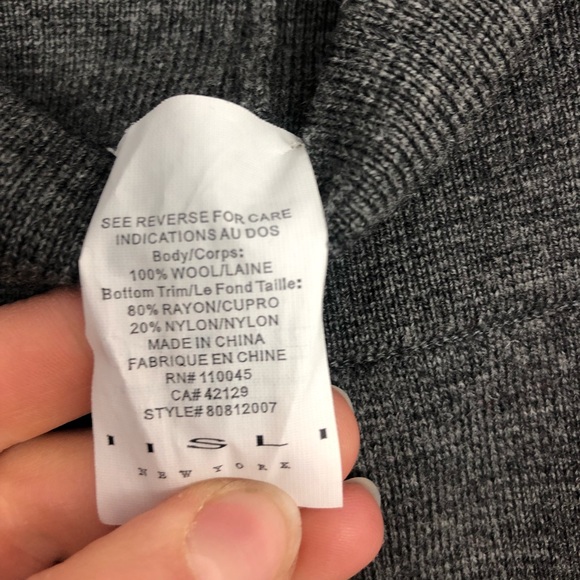 SEE REVERSE FOR CARE
INDICATIONS AU DOS
Body/Corps:
100% WOOL/LAINE
Bottom Trim/Le Fond Taille:
80% RAYON/CUPRO
20% NYLON/NYLON
MADE IN CHINA
FABRIQUE EN CHINE
RN# 110045
CA# 42129
STYLE# 80812007
I I S L I
NEW YORK